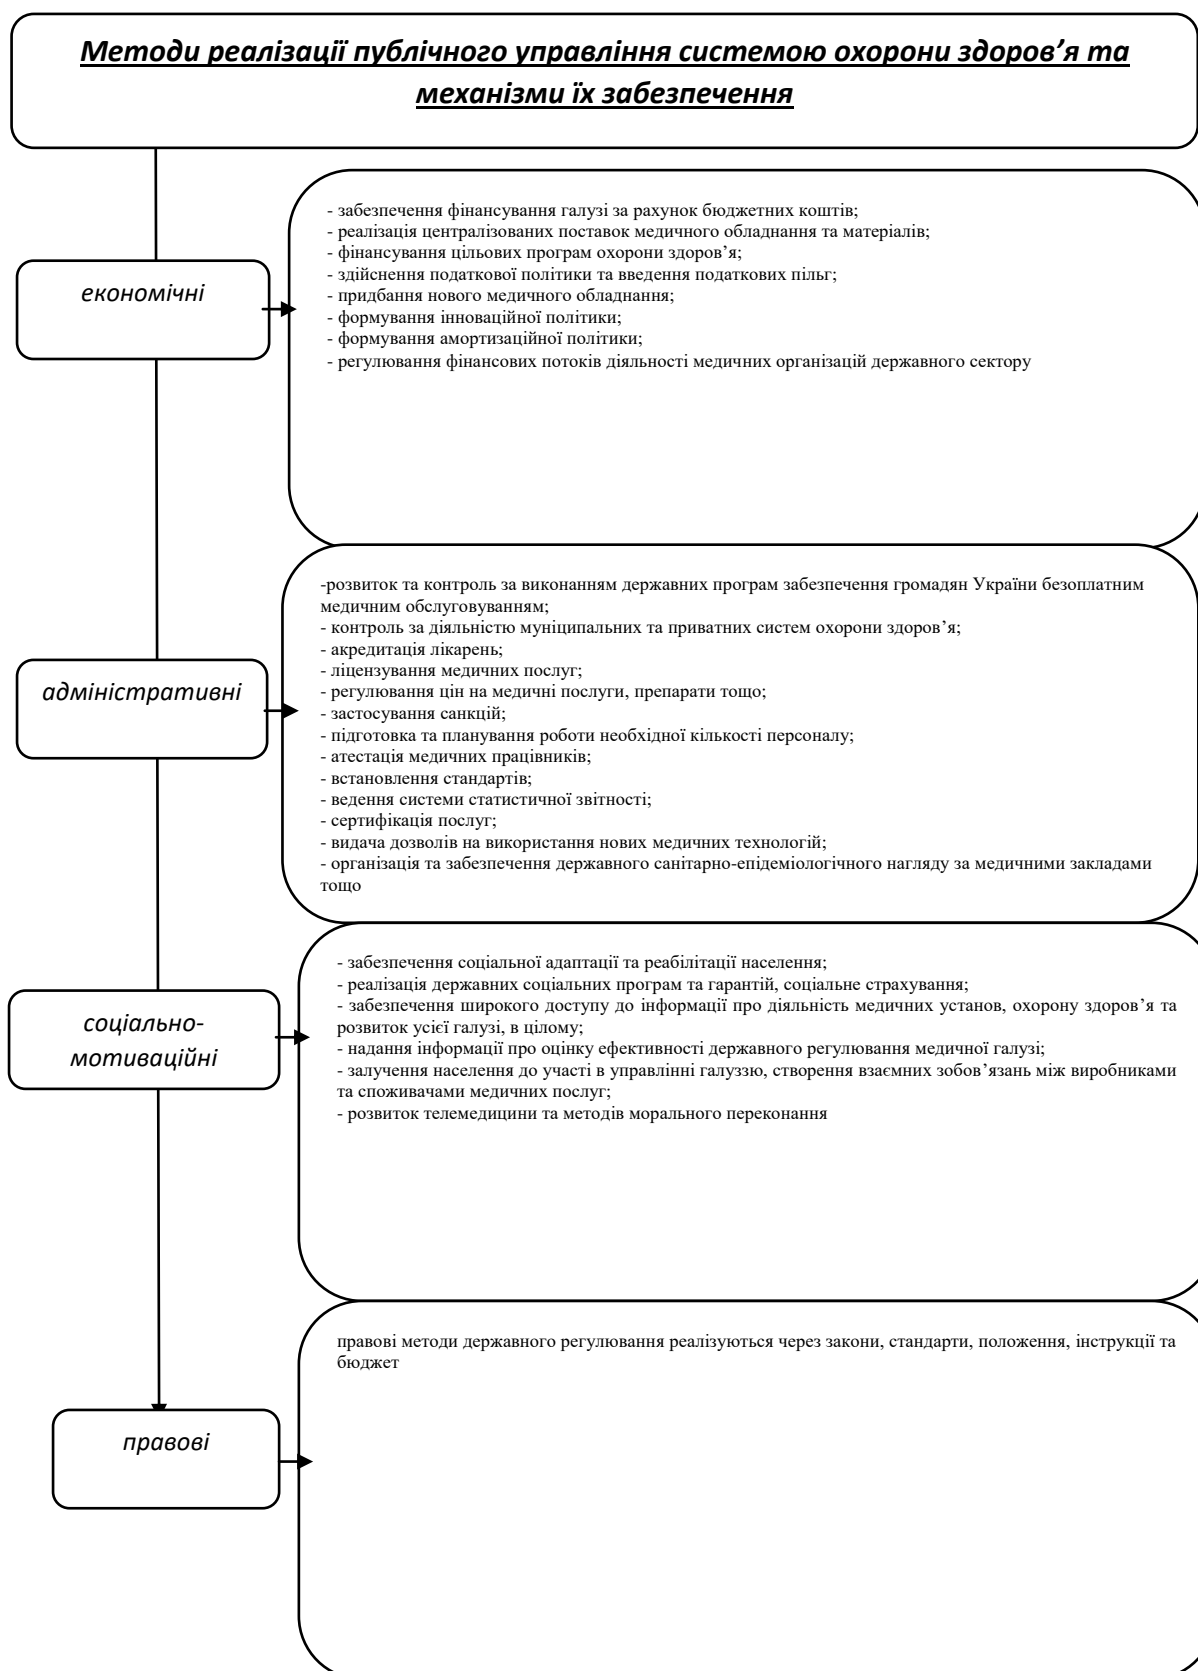 Методи реалізації публічного управління системою охорони здоров’я та
механізми їх забезпечення
економічні
- забезпечення фінансування галузі за рахунок бюджетних коштів;
- реалізація централізованих поставок медичного обладнання та матеріалів;
- фінансування цільових програм охорони здоров’я;
- здійснення податкової політики та введення податкових пільг;
- придбання нового медичного обладнання;
- формування інноваційної політики;
- формування амортизаційної політики;
- регулювання фінансових потоків діяльності медичних організацій державного сектору
адміністративні
-розвиток та контроль за виконанням державних програм забезпечення громадян України безоплатним
медичним обслуговуванням;
- контроль за діяльністю муніципальних та приватних систем охорони здоров’я;
- акредитація лікарень;
- ліцензування медичних послуг;
- регулювання цін на медичні послуги, препарати тощо;
- застосування санкцій;
- підготовка та планування роботи необхідної кількості персоналу;
- атестація медичних працівників;
- встановлення стандартів;
- ведення системи статистичної звітності;
- сертифікація послуг;
- видача дозволів на використання нових медичних технологій;
- організація та забезпечення державного санітарно-епідеміологічного нагляду за медичними закладами
тощо
соціально-
мотиваційні
- забезпечення соціальної адаптації та реабілітації населення;
- реалізація державних соціальних програм та гарантій, соціальне страхування;
- забезпечення широкого доступу до інформації про діяльність медичних установ, охорону здоров’я та
розвиток усієї галузі, в цілому;
- надання інформації про оцінку ефективності державного регулювання медичної галузі;
- залучення населення до участі в управлінні галуззю, створення взаємних зобов’язань між виробниками
та споживачами медичних послуг;
- розвиток телемедицини та методів морального переконання
правові
правові методи державного регулювання реалізуються через закони, стандарти, положення, інструкції та
бюджет